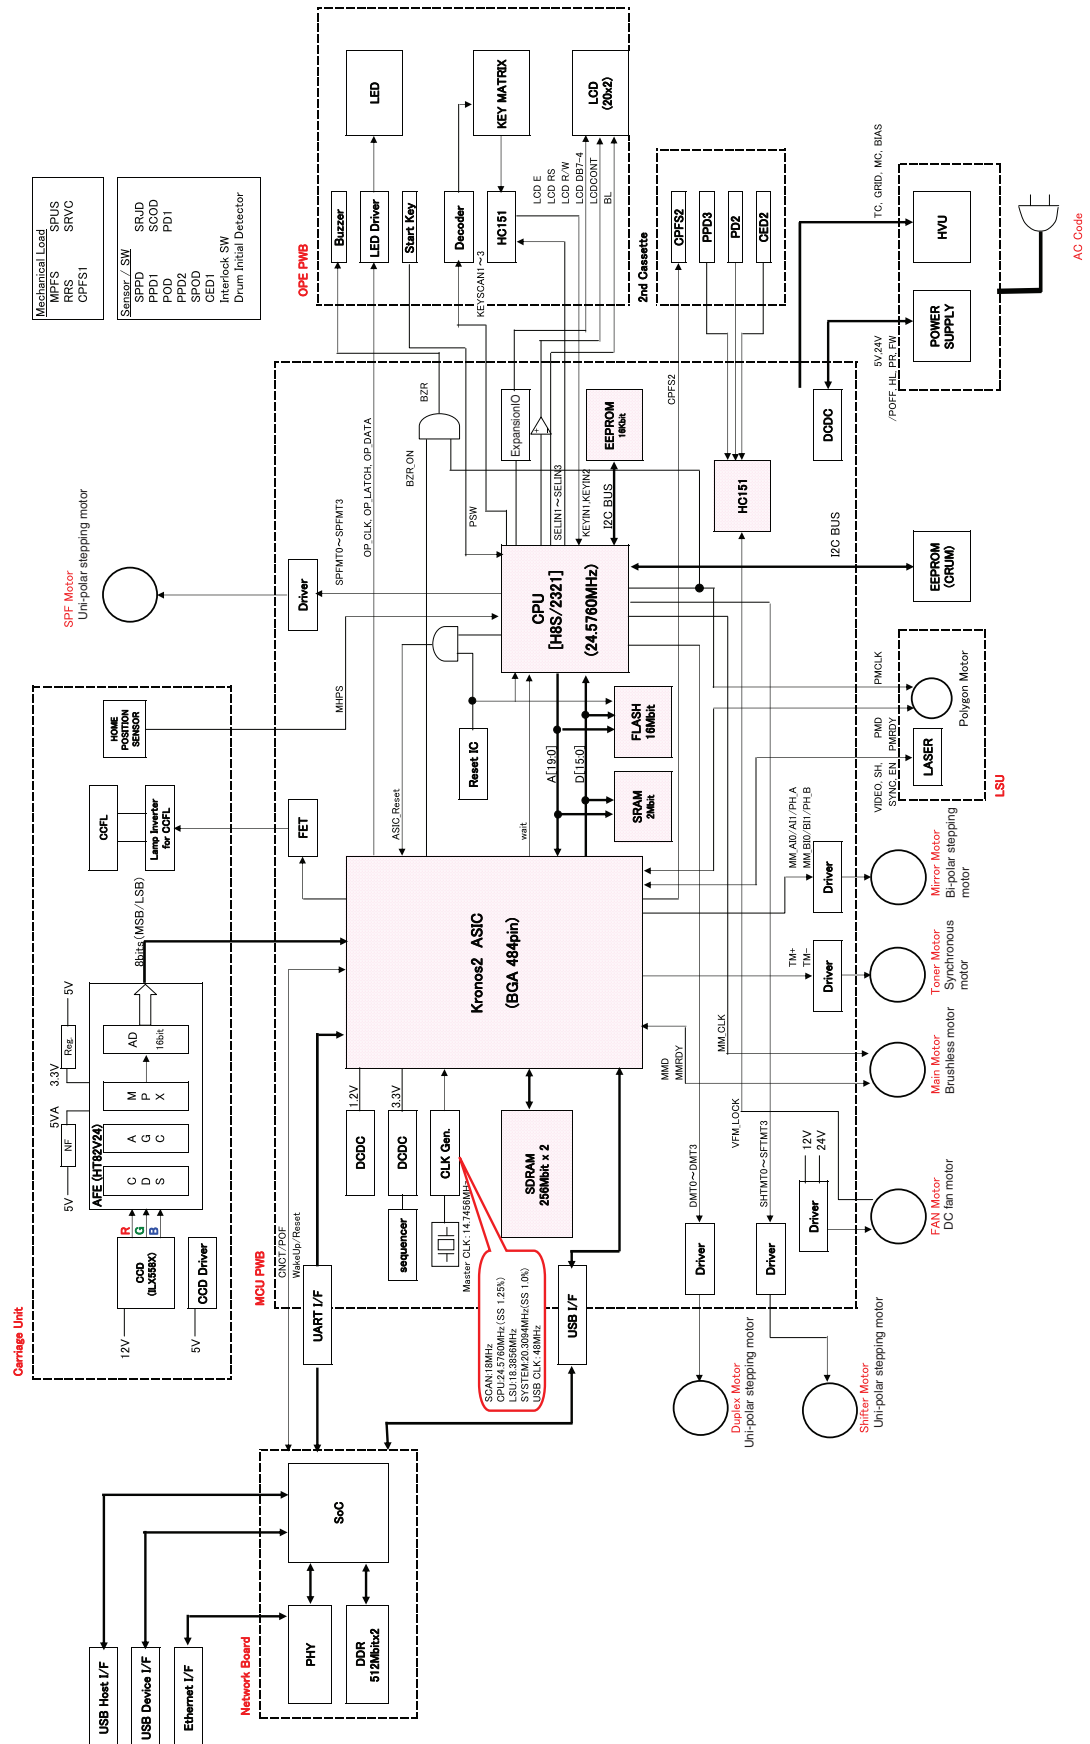 Mechanical Load
MPFS SPUS
RRS SRVC
CPFS1
Sensor / SW
SPPD SRJD
PPD1 SCOD
POD PD1
PPD2
SPOD
CED1
Interlock SW
Drum Initial Detector
OPE PWB
LED
KEY MATRIX
LCD
(20x2)
Buzzer
LED Driver
Start Key
Decoder
HC151
LCD E
LCD RS
LCD R/W
LCD DB7-4
LCDCONT
BL
KEYSCAN1~3
2nd Cassette
CPFS2
PPD3
PD2
CED2
TC, GRID, MC, BIAS
HVU
POWER
SUPPLY
5V,24V
/POFF, HL, PR, FW
AC Code
SPF Motor
Uni-polar stepping motor
Driver
SPFMT0~SPFMT3
OP_CLK, OP_LATCH, OP_DATA
BZR
BZR_ON
PSW
ExpansionIO
SELIN1~SELIN3
KEYIN1,KEYIN2
EEPROM
16Kbit
I2C BUS
CPFS2
HC151
DCDC
I2C BUS
EEPROM
(CRUM)
CPU
[H8S/2321]
(24.5760MHz)
MHPS
Reset IC
ASIC_Reset
wait
A[19:0]
D[15:0]
FLASH
16Mbit
SRAM
2Mbit
Carriage Unit
HOME
POSITION
SENSOR
CCFL
Lamp Inverter
for CCFL
FET
8bits(MSB/LSB)
5V
Reg.
3.3V
5VA
NF
5V
AD
16bit
M
P
X
A
G
C
C
D
S
AFE (HT82V24)
R
G
B
CCD
(ILX558X)
CCD Driver
12V
5V
Kronos2 ASIC
(BGA 484pin)
PMCLK
PMD
PMRDY
VIDEO, SH,
SYNC, EN
Polygon Motor
LASER
LSU
MM_AI0/AI1/PH_A
MM_BI0/BI1/PH_B
Driver
Mirror Motor
Bi-polar stepping
motor
TM+
TM-
Driver
Toner Motor
Synchronous
motor
MM_CLK
MMD
MMRDY
Main Motor
Brushless motor
VFM_LOCK
12V
24V
Driver
FAN Motor
DC fan motor
MCU PWB
CNCT/POF
WakeUp/Reset
1.2V
3.3V
DCDC
DCDC
CLK Gen.
sequencer
Master CLK:14.7456MHz
SDRAM
256Mbit x 2
SCAN:18MHz
CPU:24.5760MHz(SS 1.25%)
LSU:18.3856MHz
SYSTEM:20.3094MHz(SS 1.0%)
USB CLK:48MHz
UART I/F
USB I/F
DMT0~DMT3
SHTMT0~SFTMT3
Driver
Driver
Duplex Motor
Uni-polar stepping motor
Shifter Motor
Uni-polar stepping motor
Network Board
SoC
PHY
DDR
512Mbitx2
USB Host I/F
USB Device I/F
Ethernet I/F